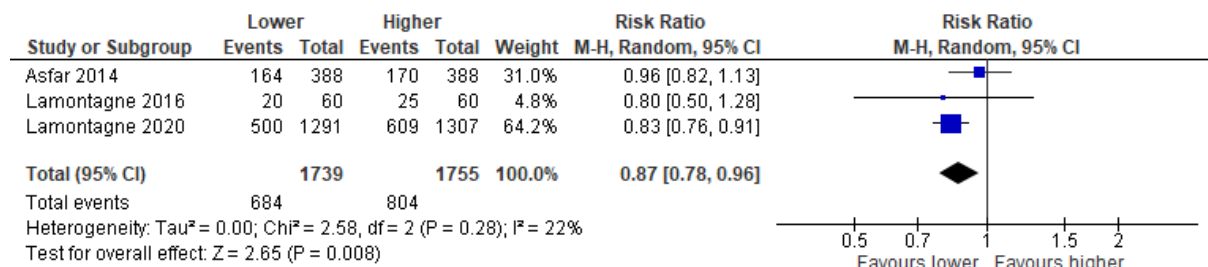 Lower Higher Risk Ratio Risk Ratio
Study or Subgroup Events Total Events Total Weight M-H, Random, 95% CI M-H, Random, 95% CI
Asfar 2014 164 388 170 388 31.0% 0.96 [0.82, 1.13]
Lamontagne 2016 20 60 25 60 4.8% 0.80 [0.50, 1.28]
Lamontagne 2020 500 1291 609 1307 64.2% 0.83 [0.76, 0.91]
Total (95% CI) 1739 1755 100.0% 0.87 [0.78, 0.96]
Total events 684 804
Heterogeneity: Tau² = 0.00; Chi² = 2.58, df = 2 (P = 0.28); I² = 22%
Test for overall effect: Z = 2.65 (P = 0.008)
0.5 0.7 1 1.5 2
Favours lower Favours higher